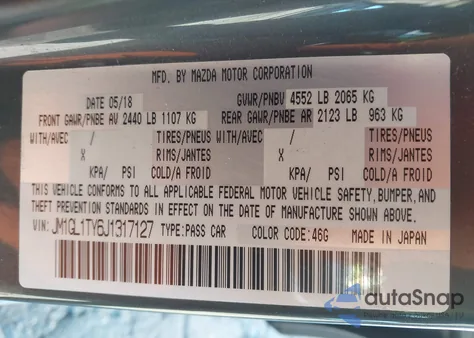 MFD. BY MAZDA MOTOR CORPORATION
DATE 05/18 GVWR/PNBV 4552 LB 2065 KG
FRONT GAWR/PNBE AV 2440 LB 1107 KG REAR GAWR/PNBE AR 2123 LB 963 KG
WITH/AVEC / TIRES/PNEUS WITH/AVEC / TIRES/PNEUS
X RIMS/JANTES X RIMS/JANTES
KPA/ PSI COLD/A FROID KPA/ PSI COLD/A FROID
THIS VEHICLE CONFORMS TO ALL APPLICABLE FEDERAL MOTOR VEHICLE SAFETY,BUMPER,AND
THEFT PREVENTION STANDARDS IN EFFECT ON THE DATE OF MANUFACTURE SHOWN ABOVE.
VIN: JM1GL1TY6J1317127 TYPE:PASS CAR COLOR CODE:46G MADE IN JAPAN
autoSnap